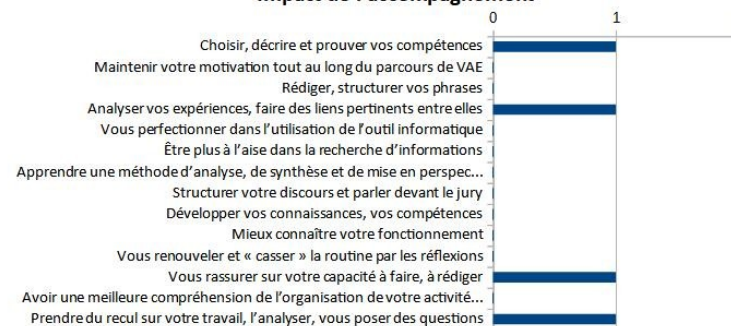 Impact de l'accompagnement
0 1
Choisir, décrire et prouver vos compétences
Maintenir votre motivation tout au long du parcours de VAE
Rédiger, structurer vos phrases
Analyser vos expériences, faire des liens pertinents entre elles
Vous perfectionner dans l'utilisation de l'outil informatique
Être plus à l'aise dans la recherche d'informations
Apprendre une méthode d'analyse, de synthèse et de mise en perspec...
Structurer votre discours et parler devant le jury
Développer vos connaissances, vos compétences
Mieux connaître votre fonctionnement
Vous renouveler et « casser » la routine par les réflexions
Vous rassurer sur votre capacité à faire, à rédiger
Avoir une meilleure compréhension de l'organisation de votre activité...
Prendre du recul sur votre travail, l'analyser, vous poser des questions